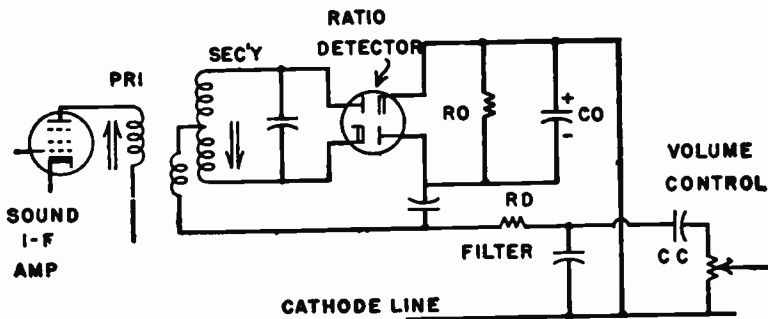 RATIO
DETECTOR
SEC'Y
PRI
RO
+
CO
-
VOLUME
CONTROL
SOUND
I-F
AMP
RD
FILTER
CC
CATHODE LINE